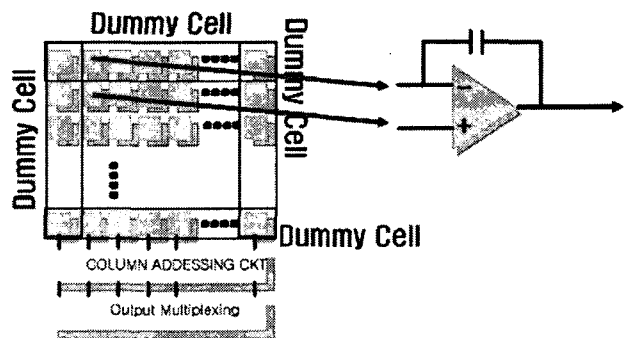 Dummy Cell
Dummy Cell
Dummy Cell
Dummy Cell
COLUMN ADDESSING CKT
Output Multiplexing
−
+